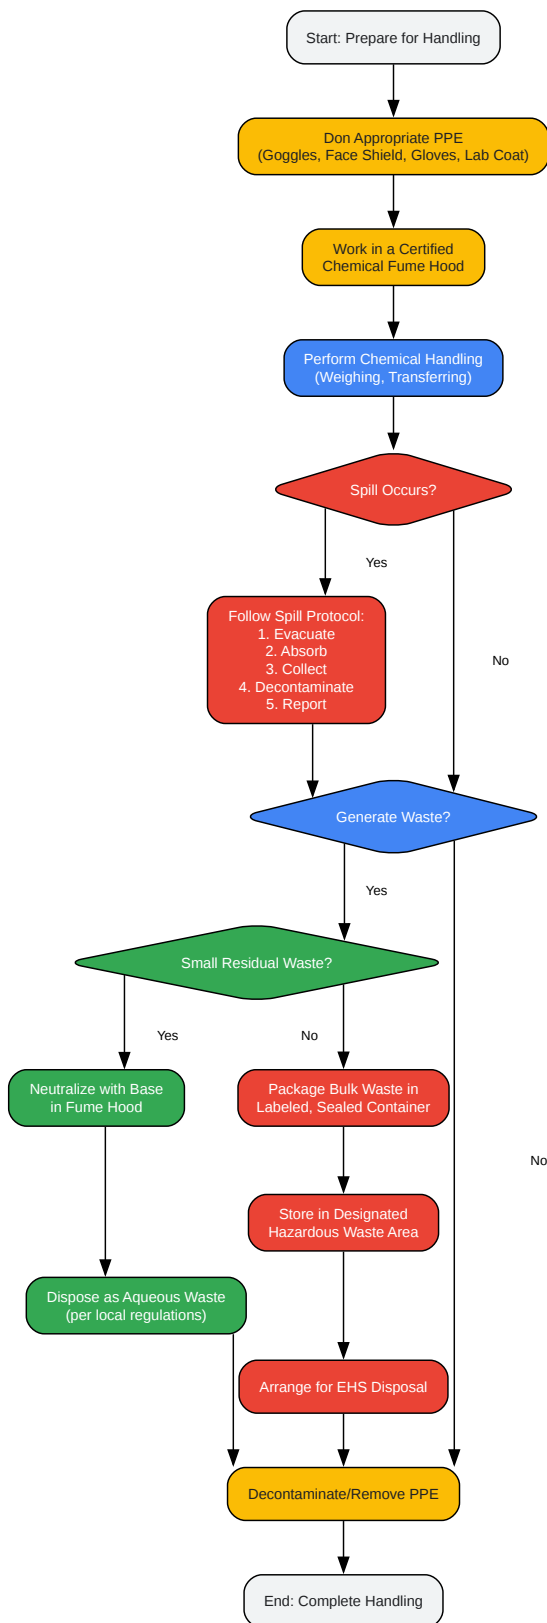 Start: Prepare for Handling
Don Appropriate PPE
(Goggles, Face Shield, Gloves, Lab Coat)
Work in a Certified
Chemical Fume Hood
Perform Chemical Handling
(Weighing, Transferring)
Spill Occurs?
Yes
Follow Spill Protocol:
1. Evacuate
2. Absorb
3. Collect
4. Decontaminate
5. Report
No
Generate Waste?
Yes
Small Residual Waste?
Yes
No
Neutralize with Base
in Fume Hood
Package Bulk Waste in
Labeled, Sealed Container
No
Store in Designated
Hazardous Waste Area
Dispose as Aqueous Waste
(per local regulations)
Arrange for EHS Disposal
Decontaminate/Remove PPE
End: Complete Handling